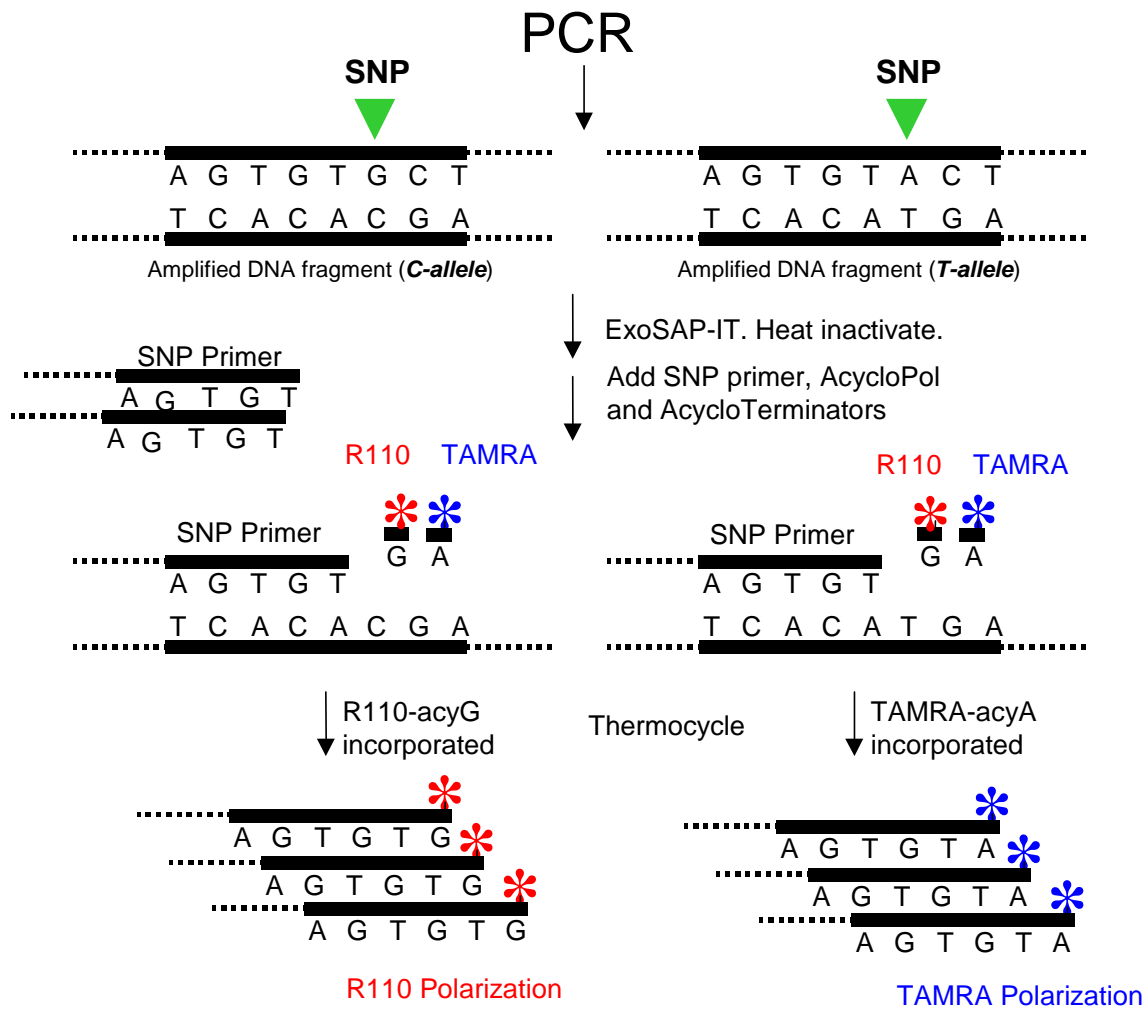 PCR
SNP
SNP
A G T G T G C T
A G T G T A C T
T C A C A C G A
T C A C A T G A
Amplified DNA fragment (C-allele)
Amplified DNA fragment (T-allele)
ExoSAP-IT. Heat inactivate.
SNP Primer
A G T G T
A G T G T
Add SNP primer, AcycloPol
and AcycloTerminators
R110 TAMRA
R110 TAMRA
SNP Primer
G A
A G T G T
T C A C A C G A
SNP Primer
G A
A G T G T
T C A C A T G A
R110-acyG
incorporated
Thermocycle
TAMRA-acyA
incorporated
A G T G T G
A G T G T G
A G T G T G
A G T G T A
A G T G T A
A G T G T A
R110 Polarization
TAMRA Polarization